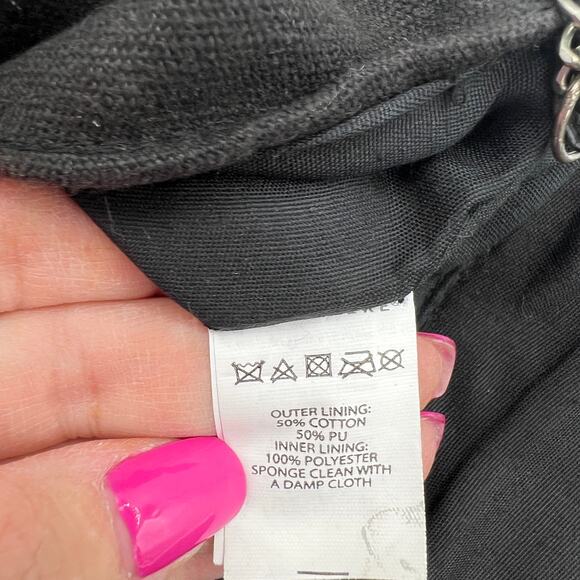 OUTER LINING:
50% COTTON
50% PU
INNER LINING:
100% POLYESTER
SPONGE CLEAN WITH
A DAMP CLOTH